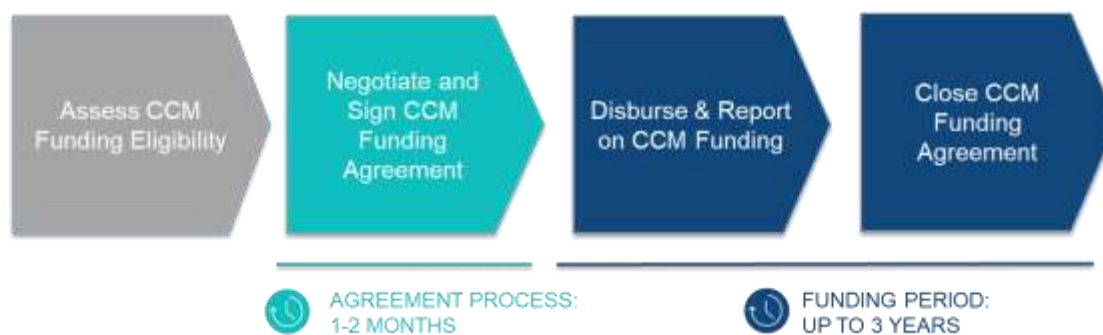 Assess CCM
Funding Eligibility
Negotiate and
Sign CCM
Funding
Agreement
Disburse & Report
on CCM Funding
Close CCM
Funding
Agreement
AGREEMENT PROCESS:
1-2 MONTHS
FUNDING PERIOD:
UP TO 3 YEARS